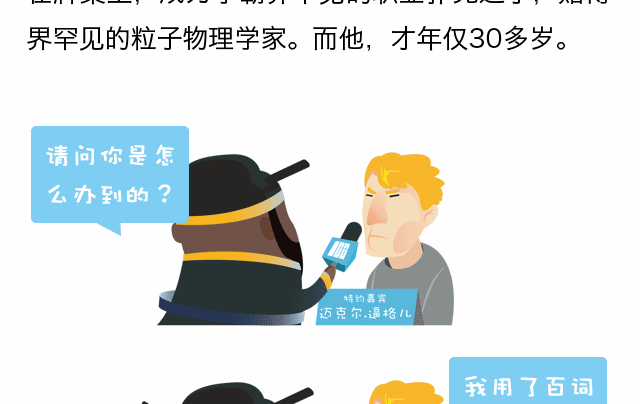 界罕见的粒子物理学家。而他，才年仅30多岁。
请问你是怎
么办到的？
特约嘉宾
迈克尔.逼格儿
我用了百词